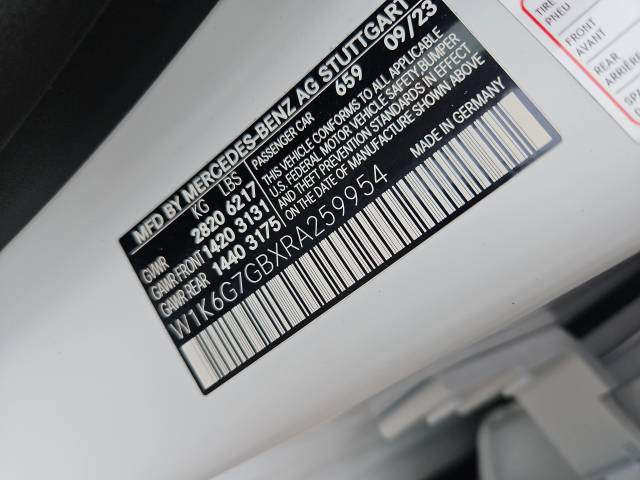 MFD BY MERCEDES-BENZ AG STUTTGART
KG LBS PASSENGER CAR 659 09/23
GVWR 2820 6217
GAWR FRONT 1420 3131
GAWR REAR 1440 3175
THIS VEHICLE CONFORMS TO ALL APPLICABLE
U.S. FEDERAL MOTOR VEHICLE SAFETY BUMPER
AND THEFT PREVENTION STANDARDS IN EFFECT
ON THE DATE OF MANUFACTURE SHOWN ABOVE
W1K6G7GBXRA259954 MADE IN GERMANY
TIRE
PNEU
FRONT
AVANT
REAR
ARRIÈRE